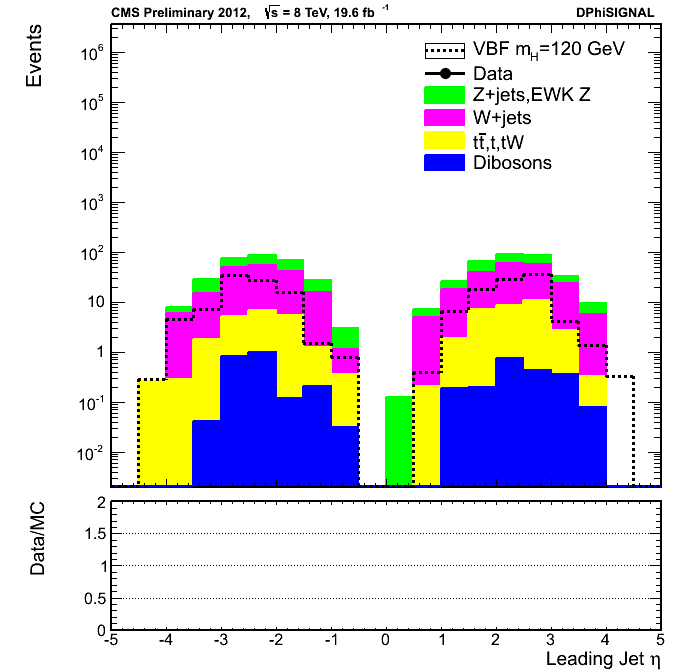 CMS Preliminary 2012, √s = 8 TeV, 19.6 fb⁻¹ DPhiSIGNAL
Events
10⁶
10⁵
10⁴
10³
10²
10
1
10⁻¹
10⁻²
VBF m_H=120 GeV
Data
Z+jets,EWK Z
W+jets
tt̄,t,tW
Dibosons
Data/MC
2
1.5
1
0.5
0
-5 -4 -3 -2 -1 0 1 2 3 4 5
Leading Jet η